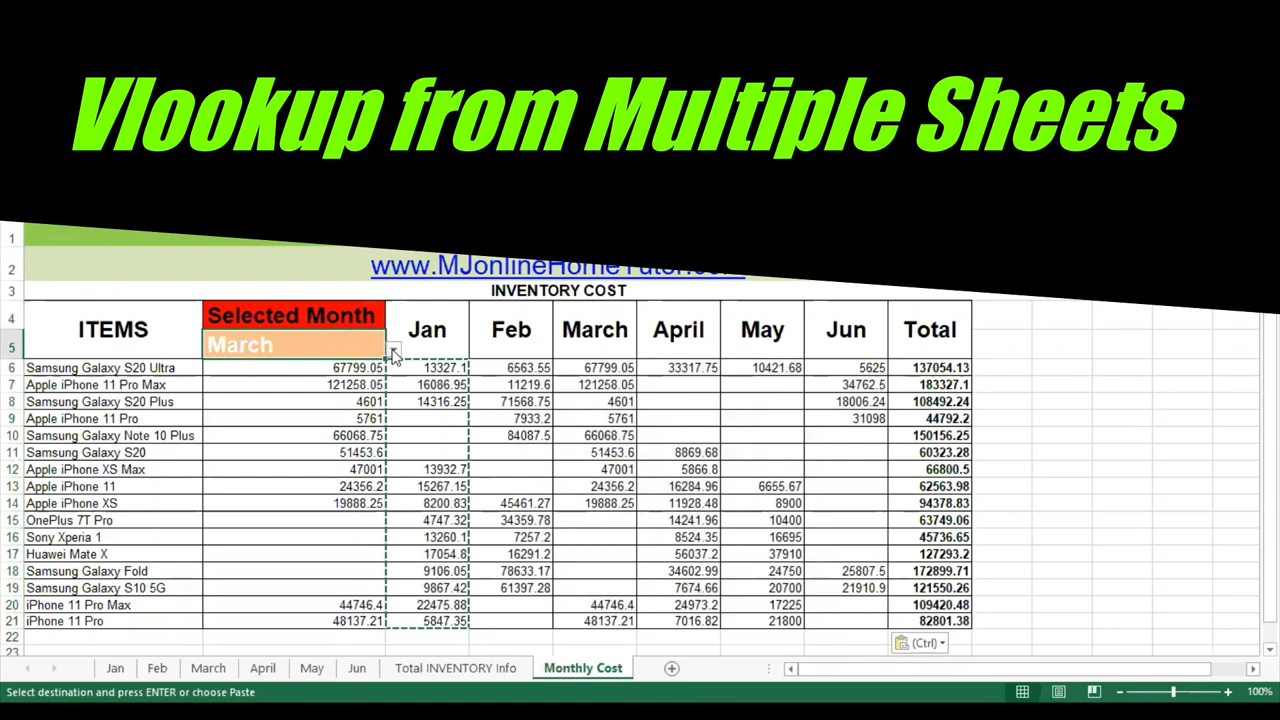 Vlookup from Multiple Sheets
1
2 www.MJonlineHomeTutor.com
3 INVENTORY COST
4 ITEMS Selected Month Jan Feb March April May Jun Total
5 March
6 Samsung Galaxy S20 Ultra 67799.05 13327.1 6563.55 67799.05 33317.75 10421.68 5625 137054.13
7 Apple iPhone 11 Pro Max 121258.05 16086.95 11219.6 121258.05 34762.5 183327.1
8 Samsung Galaxy S20 Plus 4601 14316.25 71568.75 4601 18006.24 108492.24
9 Apple iPhone 11 Pro 5761 7933.2 5761 31098 44792.2
10 Samsung Galaxy Note 10 Plus 66068.75 84087.5 66068.75 150156.25
11 Samsung Galaxy S20 51453.6 51453.6 8869.68 60323.28
12 Apple iPhone XS Max 47001 13932.7 47001 5866.8 66800.5
13 Apple iPhone 11 24356.2 15267.15 24356.2 16284.96 6655.67 62563.98
14 Apple iPhone XS 19888.25 8200.83 45461.27 19888.25 11928.48 8900 94378.83
15 OnePlus 7T Pro 4747.32 34359.78 14241.96 10400 63749.06
16 Sony Xperia 1 13260.1 7257.2 8524.35 16695 45736.65
17 Huawei Mate X 17054.8 16291.2 56037.2 37910 127293.2
18 Samsung Galaxy Fold 9106.05 78633.17 34602.99 24750 25807.5 172899.71
19 Samsung Galaxy S10 5G 9867.42 61397.28 7674.66 20700 21910.9 121550.26
20 iPhone 11 Pro Max 44746.4 22475.88 44746.4 24973.2 17225 109420.48
21 iPhone 11 Pro 48137.21 5847.35 48137.21 7016.82 21800 82801.38
22
23 (Ctrl)
Jan Feb March April May Jun Total INVENTORY Info Monthly Cost
Select destination and press ENTER or choose Paste 100%